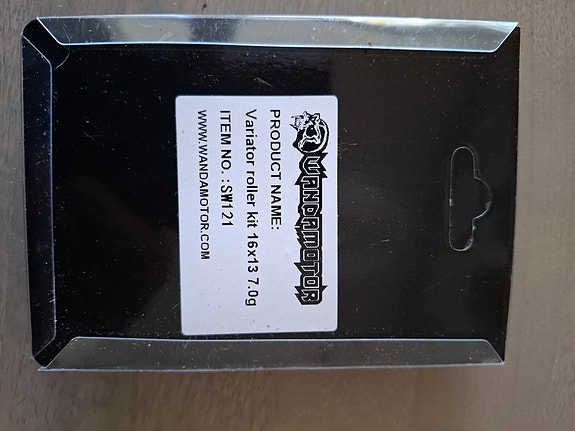 WANDAMOTOR
PRODUCT NAME:
Variator roller kit 16x13 7.0g
ITEM NO. :SW121
WWW.WANDAMOTOR.COM